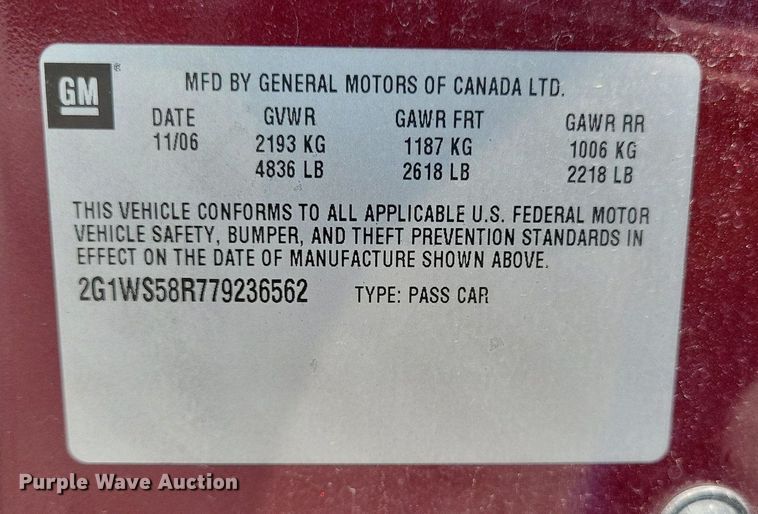 GM®
MFD BY GENERAL MOTORS OF CANADA LTD.
DATE GVWR GAWR FRT GAWR RR
11/06 2193 KG 1187 KG 1006 KG
4836 LB 2618 LB 2218 LB
THIS VEHICLE CONFORMS TO ALL APPLICABLE U.S. FEDERAL MOTOR
VEHICLE SAFETY, BUMPER, AND THEFT PREVENTION STANDARDS IN
EFFECT ON THE DATE OF MANUFACTURE SHOWN ABOVE.
2G1WS58R779236562 TYPE: PASS CAR
Purple Wave Auction